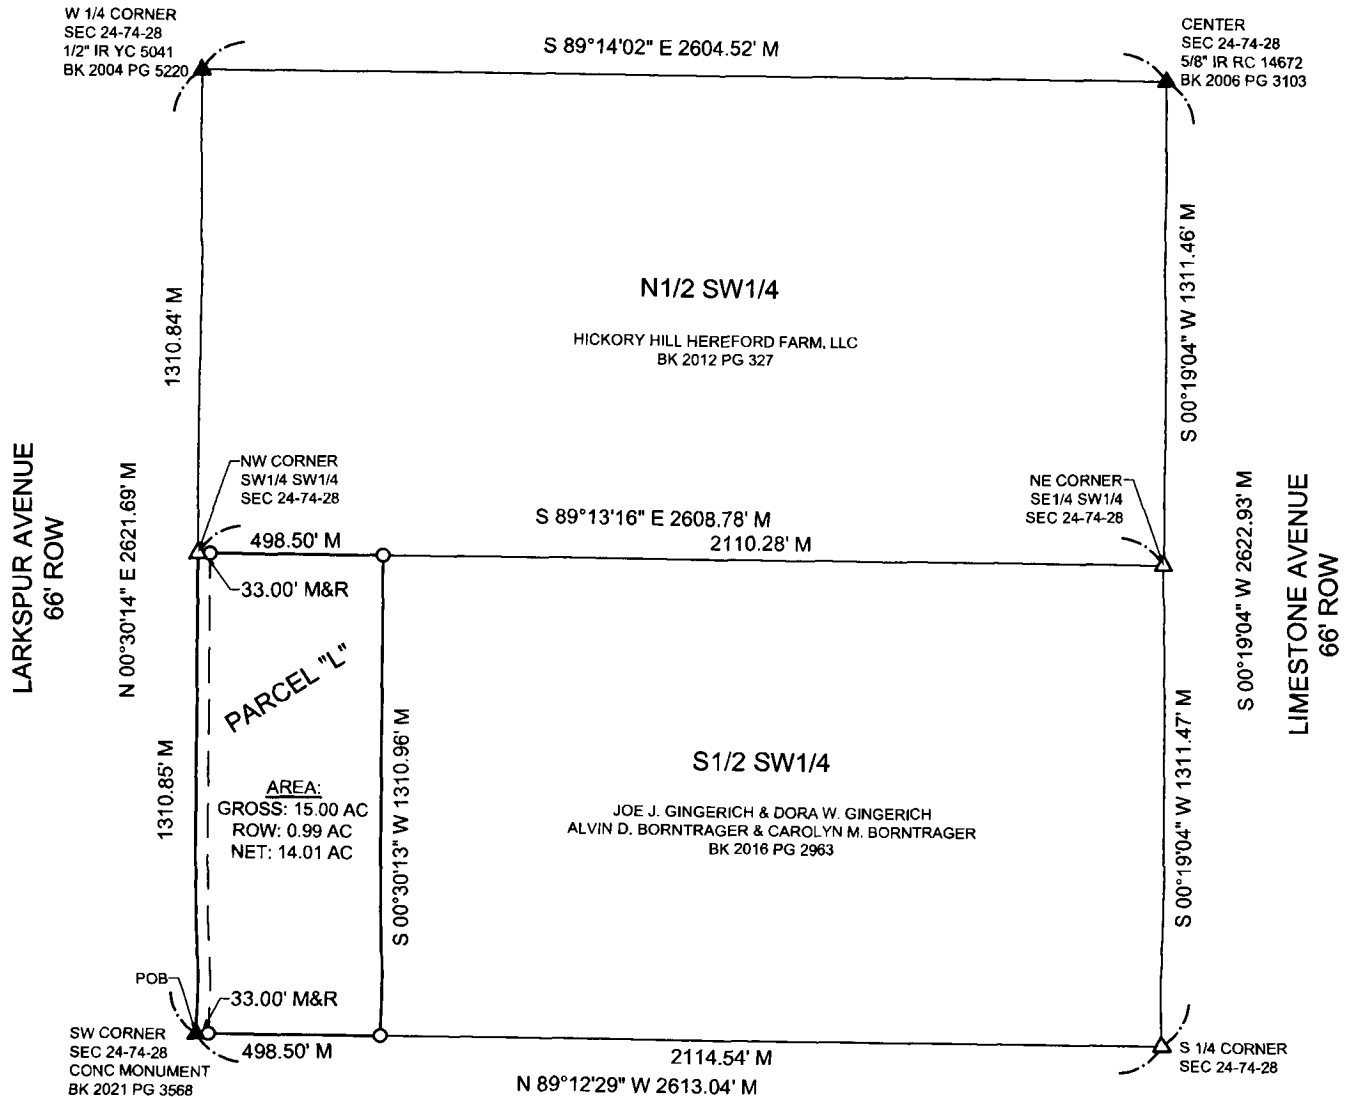 W 1/4 CORNER
SEC 24-74-28
1/2" IR YC 5041
BK 2004 PG 5220
S 89°14'02" E 2604.52' M
CENTER
SEC 24-74-28
5/8" IR RC 14672
BK 2006 PG 3103
1310.84' M
N1/2 SW1/4
HICKORY HILL HEREFORD FARM, LLC
BK 2012 PG 327
S 00°19'04" W 1311.46' M
LARKSPUR AVENUE
66' ROW
N 00°30'14" E 2621.69' M
NW CORNER
SW1/4 SW1/4
SEC 24-74-28
S 89°13'16" E 2608.78' M
498.50' M
2110.28' M
NE CORNER
SE1/4 SW1/4
SEC 24-74-28
S 00°19'04" W 2622.93' M
LIMESTONE AVENUE
66' ROW
33.00' M&R
PARCEL "L"
1310.85' M
AREA:
GROSS: 15.00 AC
ROW: 0.99 AC
NET: 14.01 AC
S 00°30'13" W 1310.96' M
S1/2 SW1/4
JOE J. GINGERICH & DORA W. GINGERICH
ALVIN D. BORNTRAGER & CAROLYN M. BORNTRAGER
BK 2016 PG 2963
S 00°19'04" W 1311.47' M
POB
33.00' M&R
SW CORNER
SEC 24-74-28
CONC MONUMENT
BK 2021 PG 3568
498.50' M
2114.54' M
N 89°12'29" W 2613.04' M
S 1/4 CORNER
SEC 24-74-28